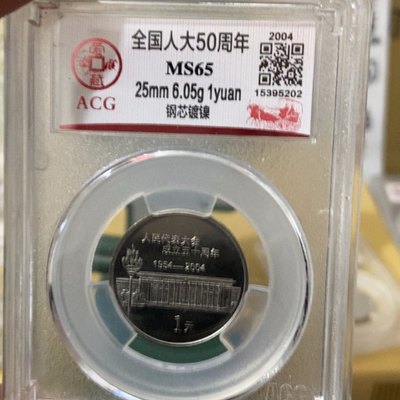 全国人大50周年
MS65
25mm 6.05g 1yuan
钢芯镀镍
2004
15395202
ACG
人民代表大会
成立五十周年
1954—2004
1元
ACG